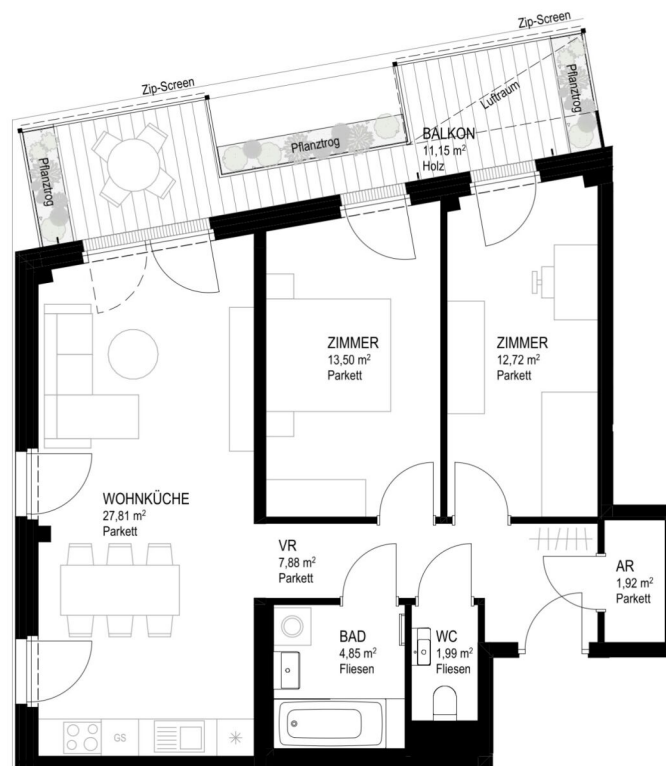 Zip-Screen
Zip-Screen
Pflanztrog
Luftraum
Pflanztrog
Pflanztrog
BALKON
11,15 m²
Holz
ZIMMER
13,50 m²
Parkett
ZIMMER
12,72 m²
Parkett
WOHNKÜCHE
27,81 m²
Parkett
VR
7,88 m²
Parkett
AR
1,92 m²
Parkett
BAD
4,85 m²
Fliesen
WC
1,99 m²
Fliesen
GS